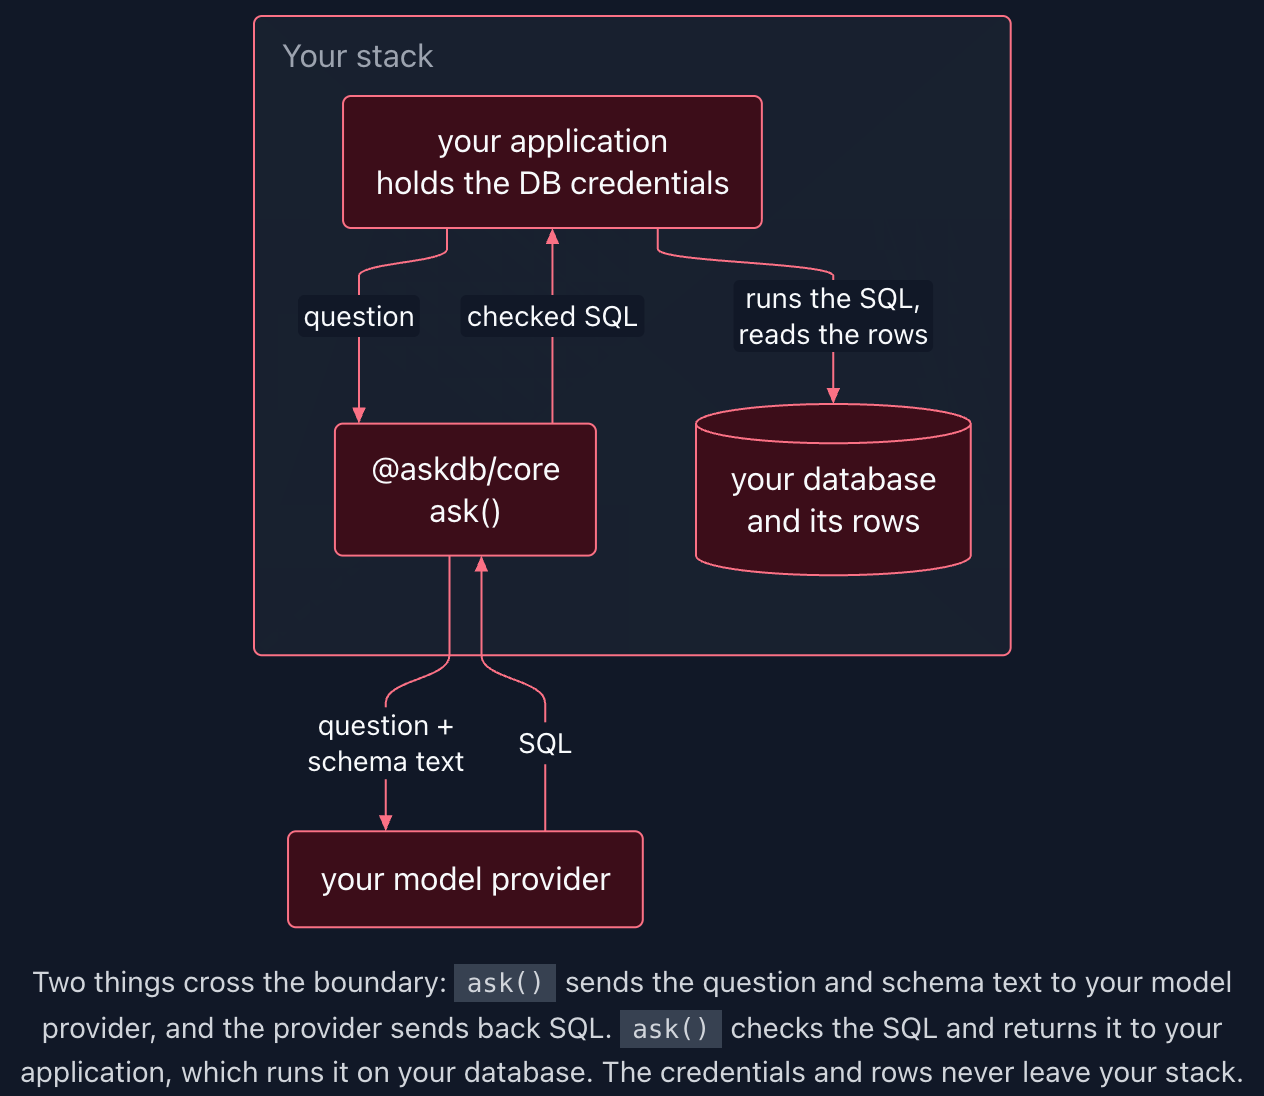 Your stack
your application
holds the DB credentials
question
checked SQL
runs the SQL,
reads the rows
@askdb/core
ask()
your database
and its rows
question +
schema text
SQL
your model provider
Two things cross the boundary: ask() sends the question and schema text to your model
provider, and the provider sends back SQL. ask() checks the SQL and returns it to your
application, which runs it on your database. The credentials and rows never leave your stack.